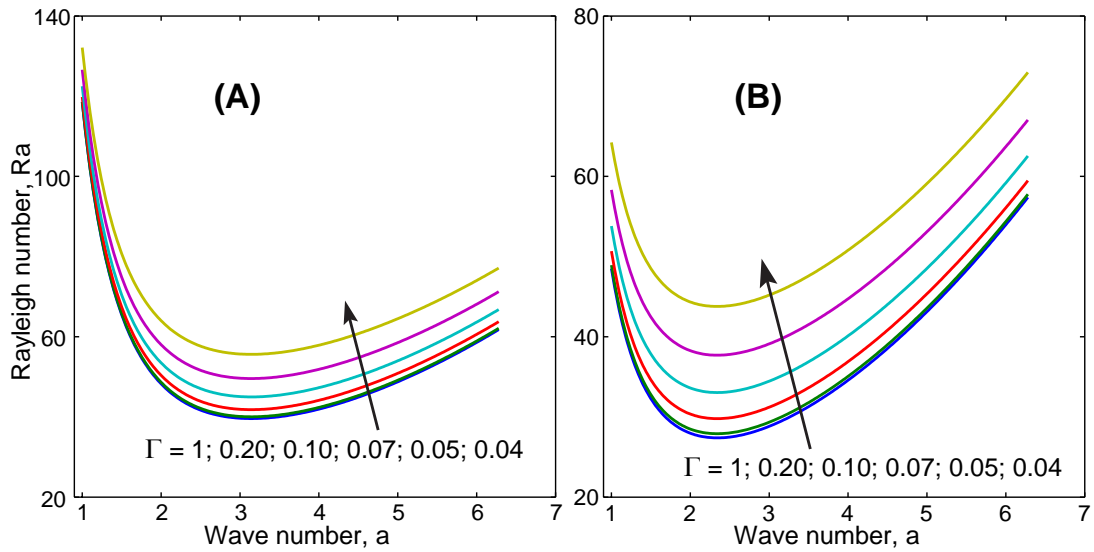 140
100
60
20
Rayleigh number, Ra
(A)
Γ = 1; 0.20; 0.10; 0.07; 0.05; 0.04
1 2 3 4 5 6 7
Wave number, a
80
60
40
20
(B)
Γ = 1; 0.20; 0.10; 0.07; 0.05; 0.04
1 2 3 4 5 6 7
Wave number, a